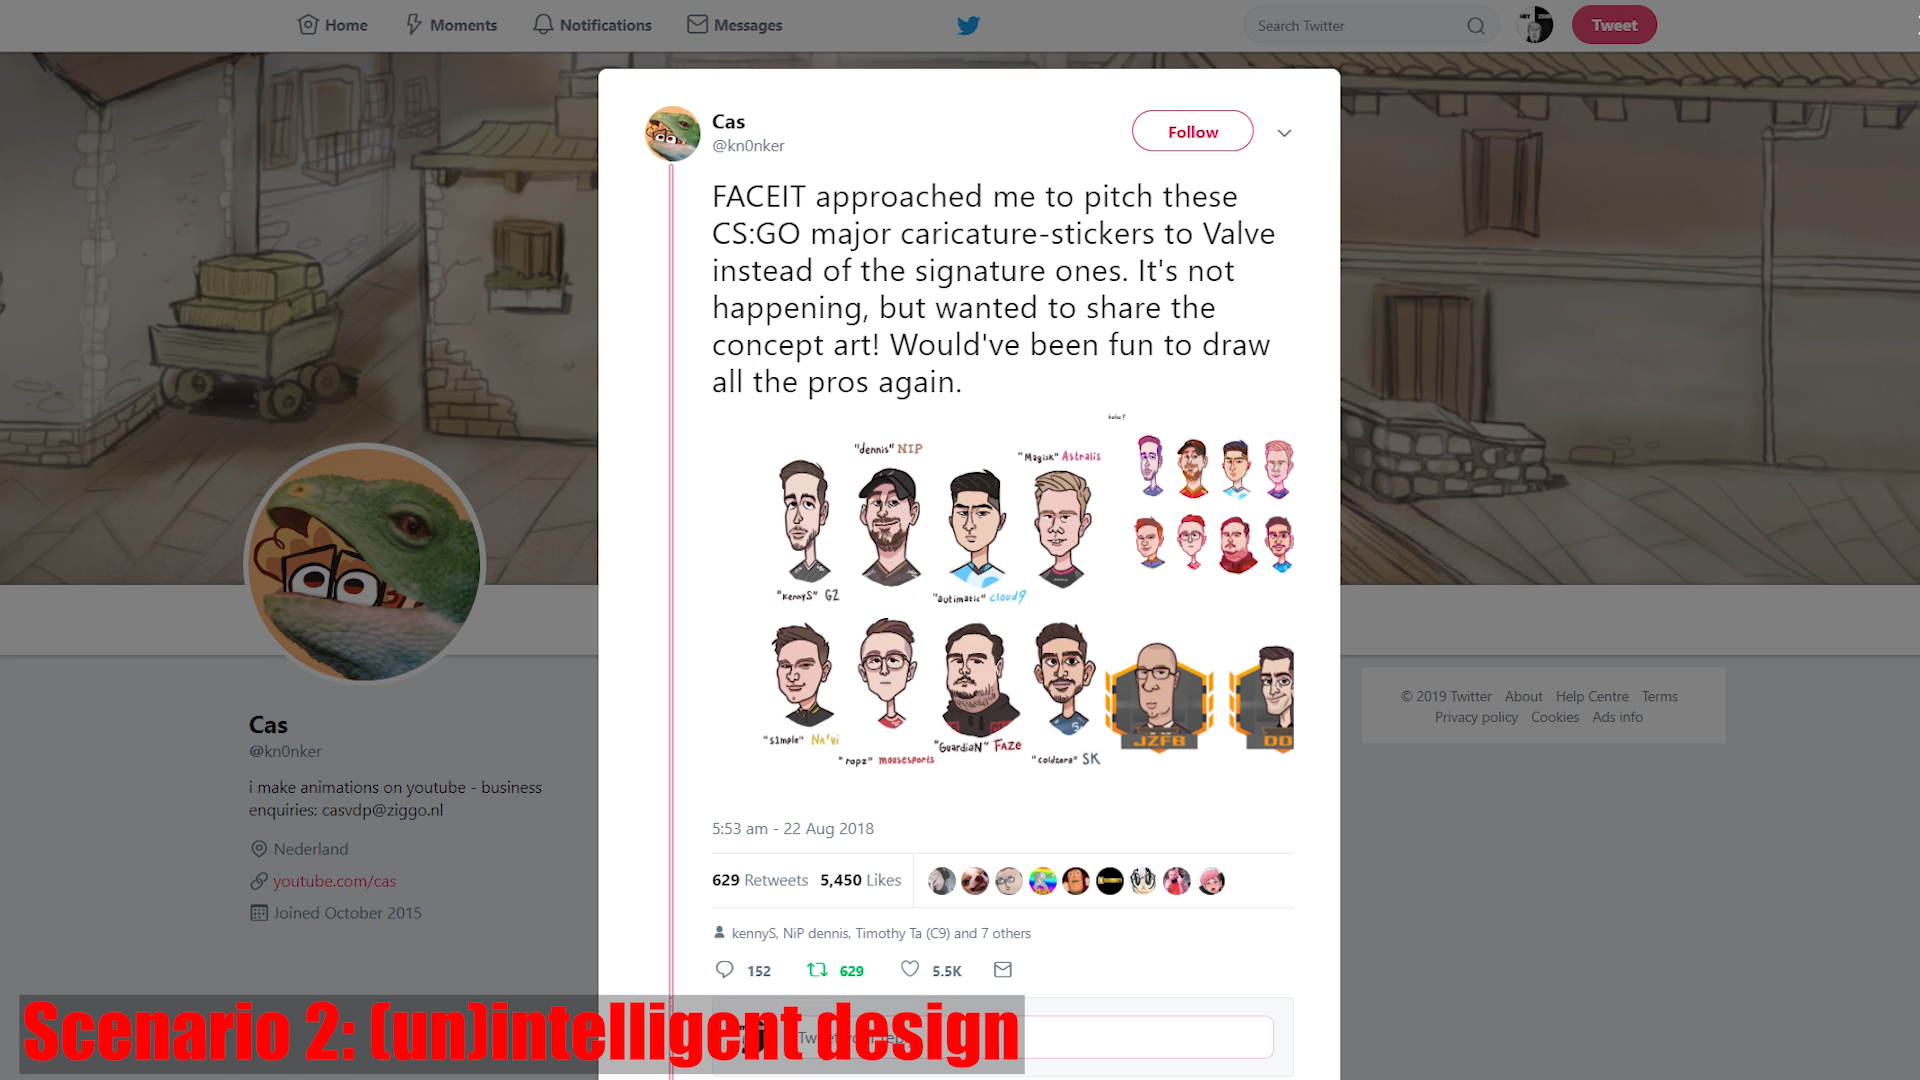 Home
Moments
Notifications
Messages
Search Twitter
Tweet
Cas
@kn0nker
Follow
FACEIT approached me to pitch these
CS:GO major caricature-stickers to Valve
instead of the signature ones. It's not
happening, but wanted to share the
concept art! Would've been fun to draw
all the pros again.
"dennis" NIP
"Magisk" Astralis
"kennyS" G2
"autimatic" cloud9
"s1mple" NA'Vi
"ropz" mousesports
"GuardiaN" FAZE
"coldzera" SK
JZFB
DD
5:53 am - 22 Aug 2018
629 Retweets 5,450 Likes
kennyS, NiP dennis, Timothy Ta (C9) and 7 others
152
629
5.5K
Cas
@kn0nker
i make animations on youtube - business
enquiries: casvdp@ziggo.nl
Nederland
youtube.com/cas
Joined October 2015
© 2019 Twitter About Help Centre Terms
Privacy policy Cookies Ads info
Scenario 2: (un)intelligent design